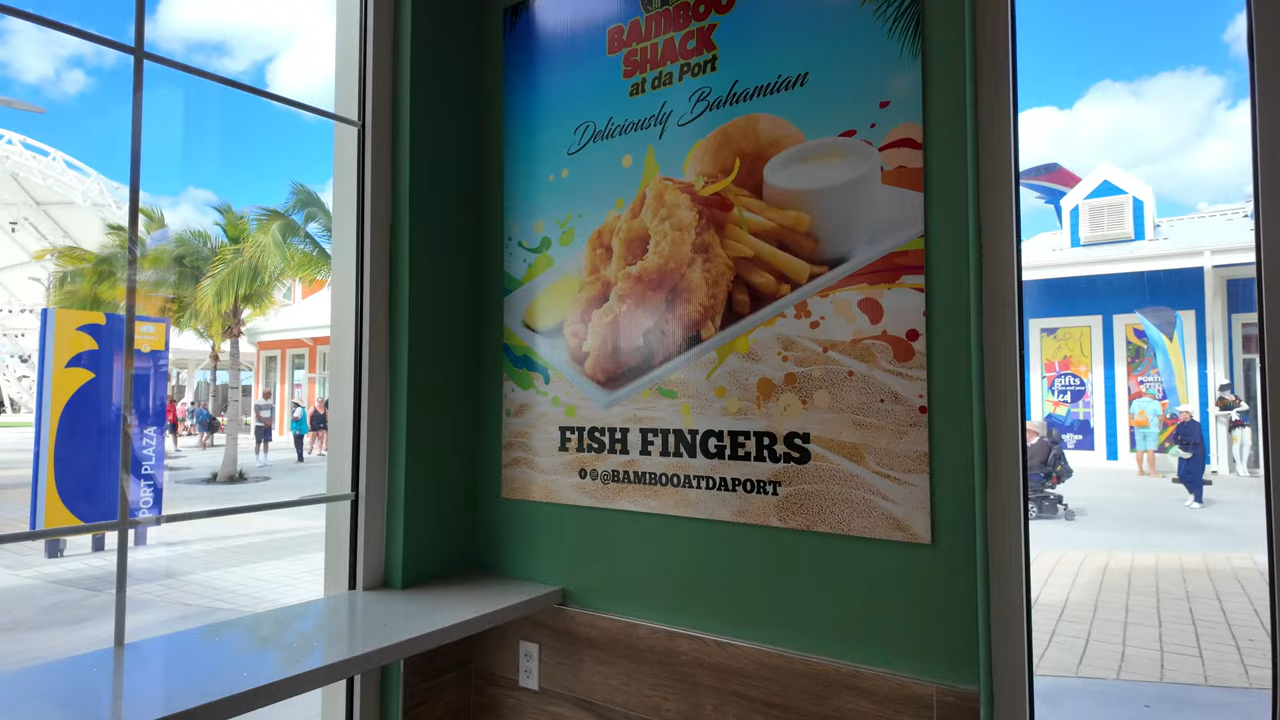 BAMBOO
SHACK
at da Port
Deliciously Bahamian
FISH FINGERS
@BAMBOOATDAPORT
PORT PLAZA
gifts